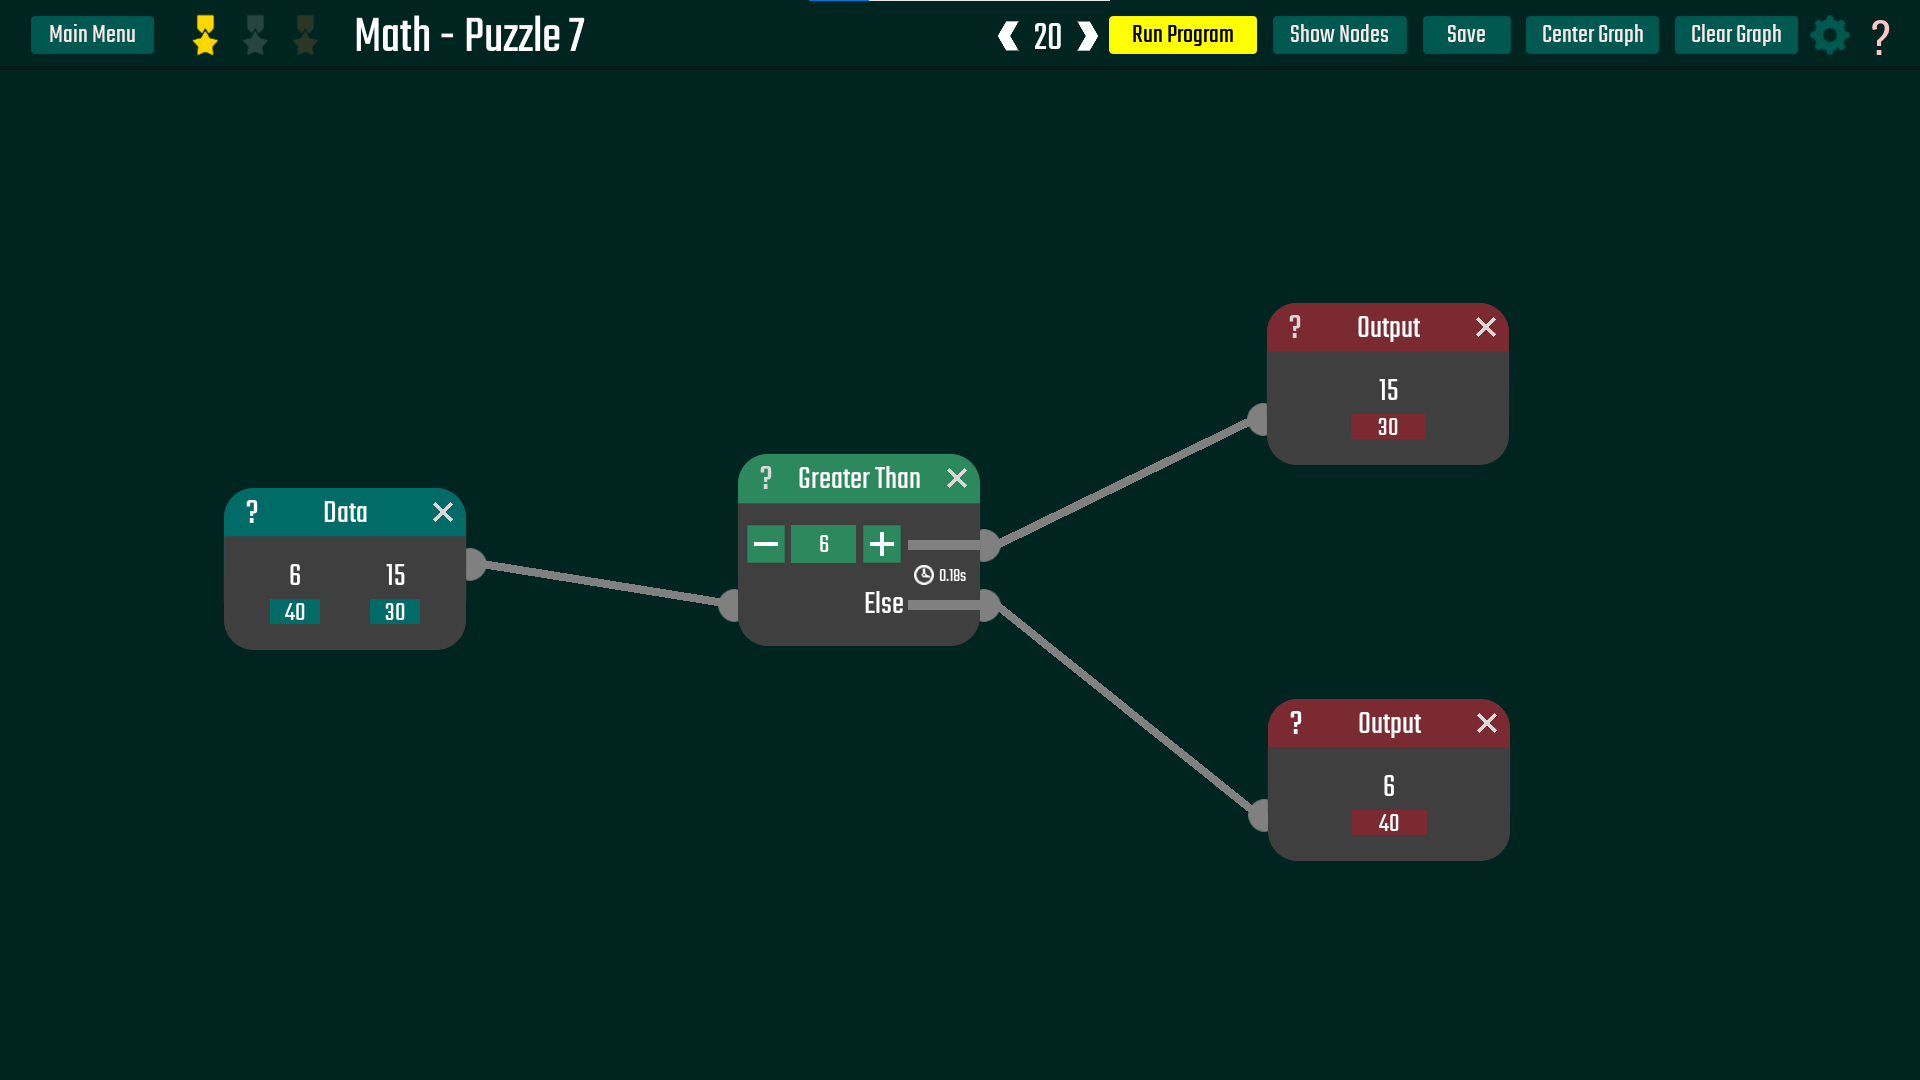 Main Menu
Math - Puzzle 7
20
Run Program
Show Nodes
Save
Center Graph
Clear Graph
?
? Data
6 15
40 30
? Greater Than
6
0.18s
Else
? Output
15
30
? Output
6
40